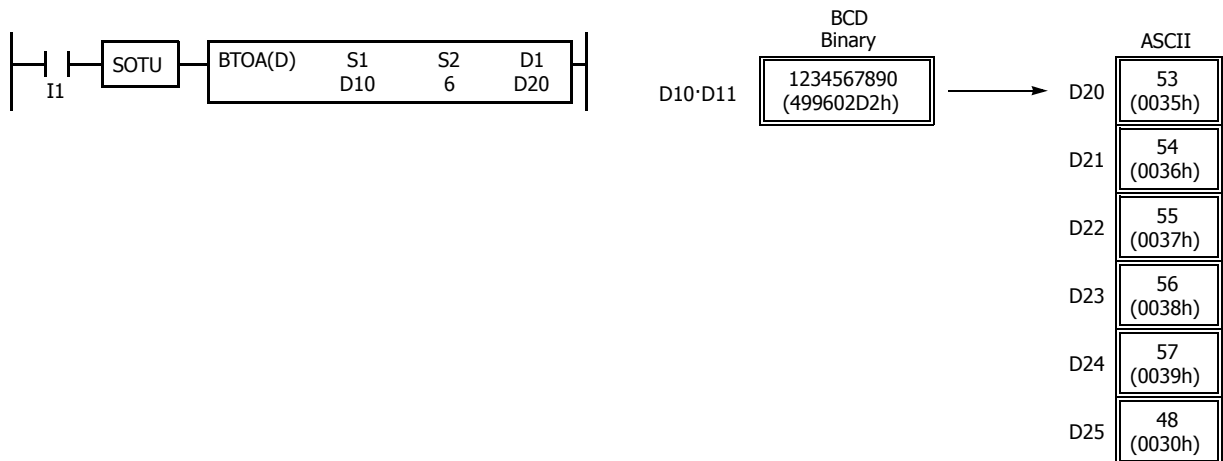 I1
SOTU
BTOA(D) S1 S2 D1
D10 6 D20
BCD
Binary
ASCII
D10·D11
1234567890
(499602D2h)
D20
53
(0035h)
D21
54
(0036h)
D22
55
(0037h)
D23
56
(0038h)
D24
57
(0039h)
D25
48
(0030h)